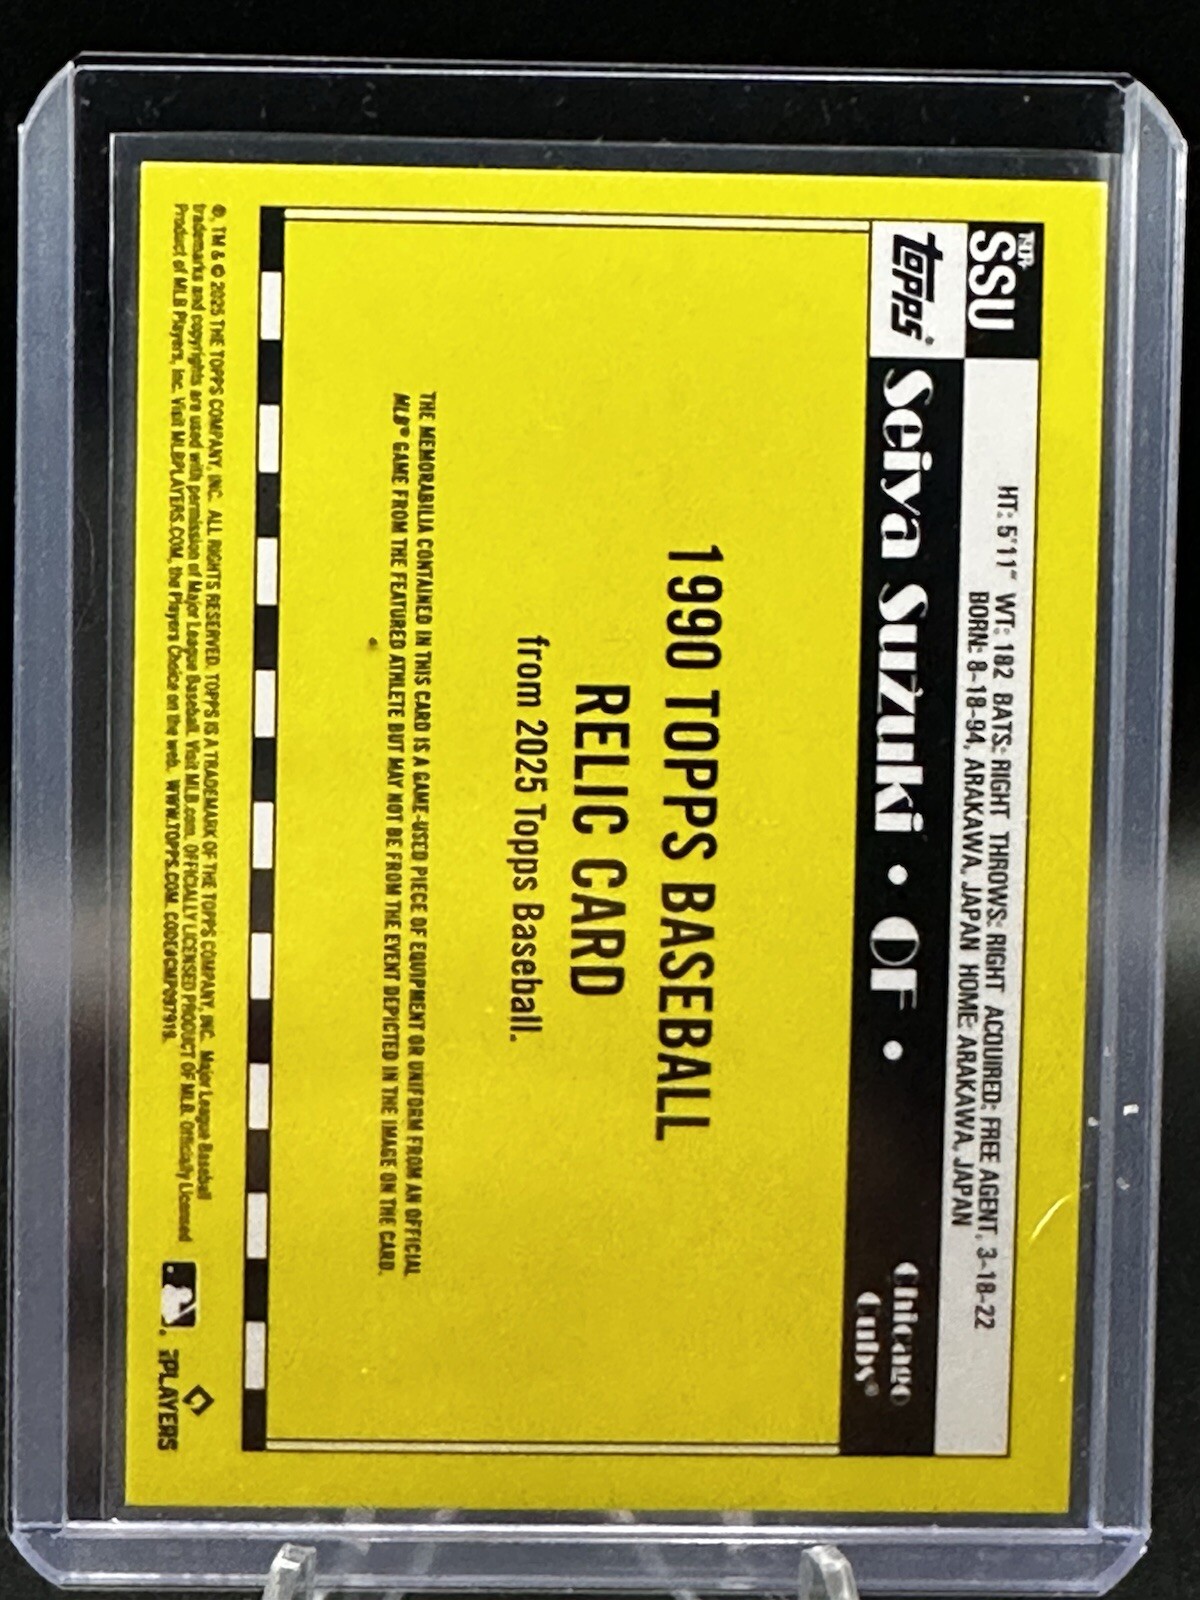 SSU
HT: 5'11" WT: 182 BATS: RIGHT THROWS: RIGHT ACQUIRED: FREE AGENT, 3-18-22
BORN: 8-18-94, ARAKAWA, JAPAN HOME: ARAKAWA, JAPAN
topps® Seiya Suzuki • OF •
Chicago
Cubs®
1990 TOPPS BASEBALL
RELIC CARD
from 2025 Topps Baseball.
THE MEMORABILIA CONTAINED IN THIS CARD IS A GAME-USED PIECE OF EQUIPMENT OR UNIFORM FROM AN OFFICIAL
MLB® GAME FROM THE FEATURED ATHLETE BUT MAY NOT BE FROM THE EVENT DEPICTED IN THE IMAGE ON THE CARD.
®, TM & © 2025 THE TOPPS COMPANY, INC. ALL RIGHTS RESERVED. TOPPS IS A TRADEMARK OF THE TOPPS COMPANY, INC. Major League Baseball
trademarks and copyrights are used with permission of Major League Baseball. Visit MLB.com. OFFICIALLY LICENSED PRODUCT OF MLB. Officially Licensed
Product of MLB Players, Inc. Visit MLBPLAYERS.COM, the Players Choice on the web. WWW.TOPPS.COM. CODE#CMP097919.
PLAYERS